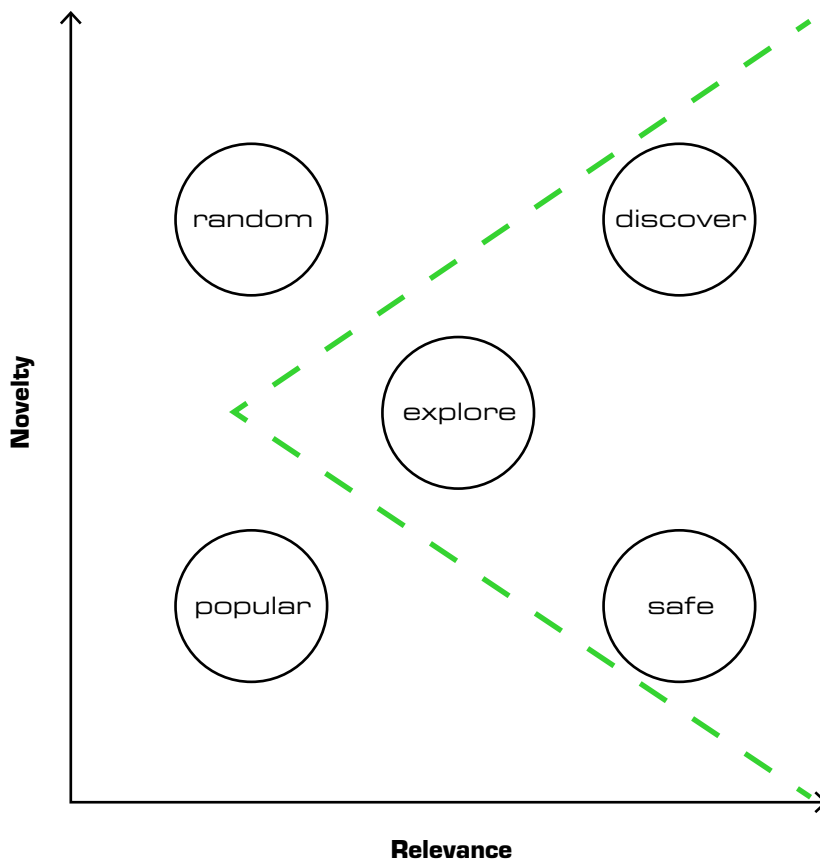 random
discover
Novelty
explore
popular
safe
Relevance